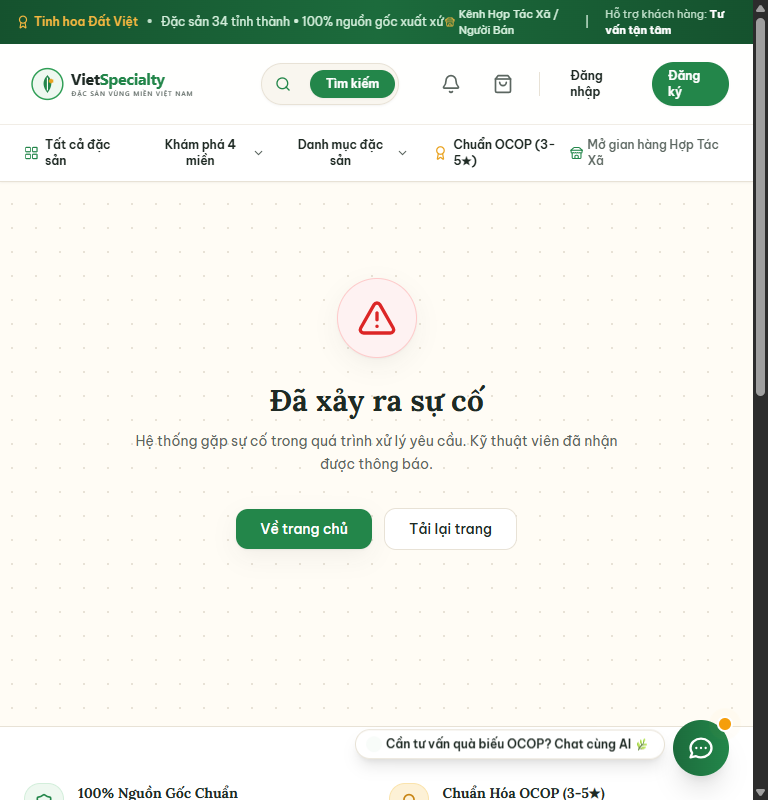 Tinh hoa Đất Việt • Đặc sản 34 tỉnh thành • 100% nguồn gốc xuất xứ
Kênh Hợp Tác Xã /
Người Bán
Hỗ trợ khách hàng: Tư
vấn tận tâm
VietSpecialty
ĐẶC SẢN VÙNG MIỀN VIỆT NAM
Tìm kiếm
Đăng
nhập
Đăng
ký
Tất cả đặc
sản
Khám phá 4
miền
Danh mục đặc
sản
Chuẩn OCOP (3-
5★)
Mở gian hàng Hợp Tác
Xã
Đã xảy ra sự cố
Hệ thống gặp sự cố trong quá trình xử lý yêu cầu. Kỹ thuật viên đã nhận
được thông báo.
Về trang chủ
Tải lại trang
Cần tư vấn quà biếu OCOP? Chat cùng AI 🌿
100% Nguồn Gốc Chuẩn
Chuẩn Hóa OCOP (3-5★)